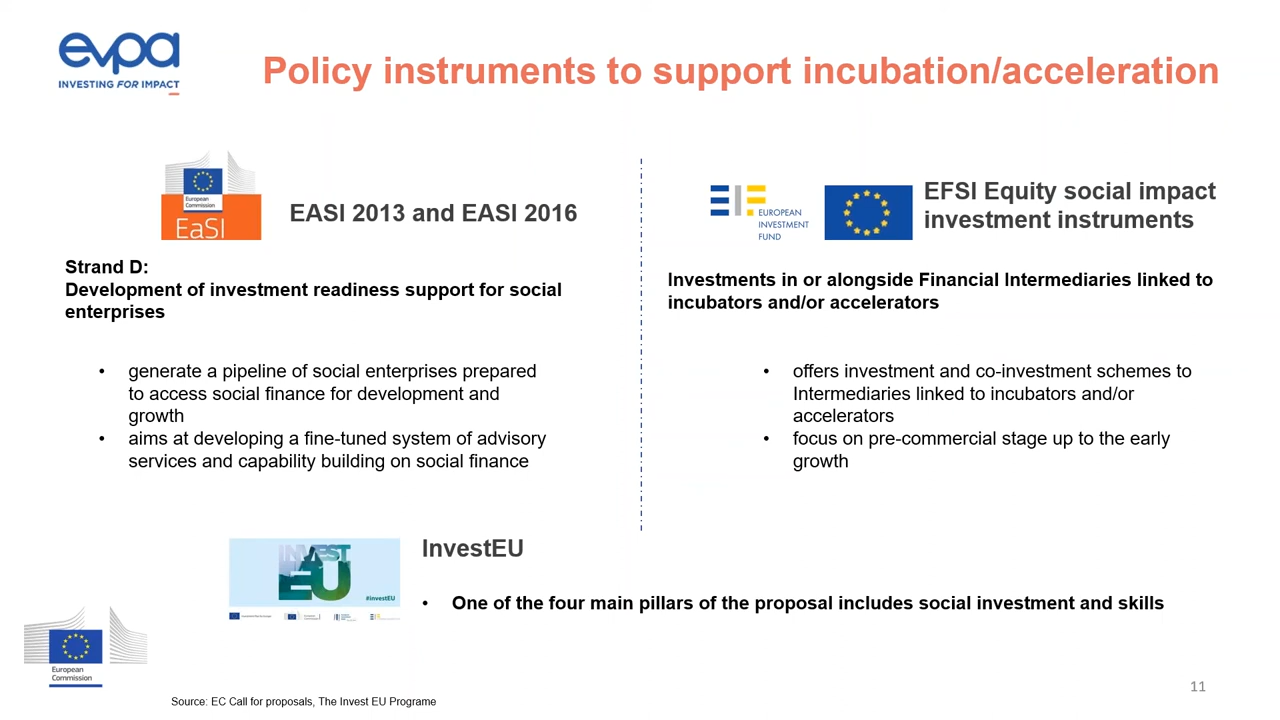 evpa
INVESTING FOR IMPACT
Policy instruments to support incubation/acceleration
European
Commission
EaSI
EASI 2013 and EASI 2016
Strand D:
Development of investment readiness support for social
enterprises
• generate a pipeline of social enterprises prepared
to access social finance for development and
growth
• aims at developing a fine-tuned system of advisory
services and capability building on social finance
EIF
EUROPEAN
INVESTMENT
FUND
EFSI Equity social impact
investment instruments
Investments in or alongside Financial Intermediaries linked to
incubators and/or accelerators
• offers investment and co-investment schemes to
Intermediaries linked to incubators and/or
accelerators
• focus on pre-commercial stage up to the early
growth
INVEST
EU
#investEU
InvestEU
• One of the four main pillars of the proposal includes social investment and skills
European
Commission
Source: EC Call for proposals, The Invest EU Programe
11